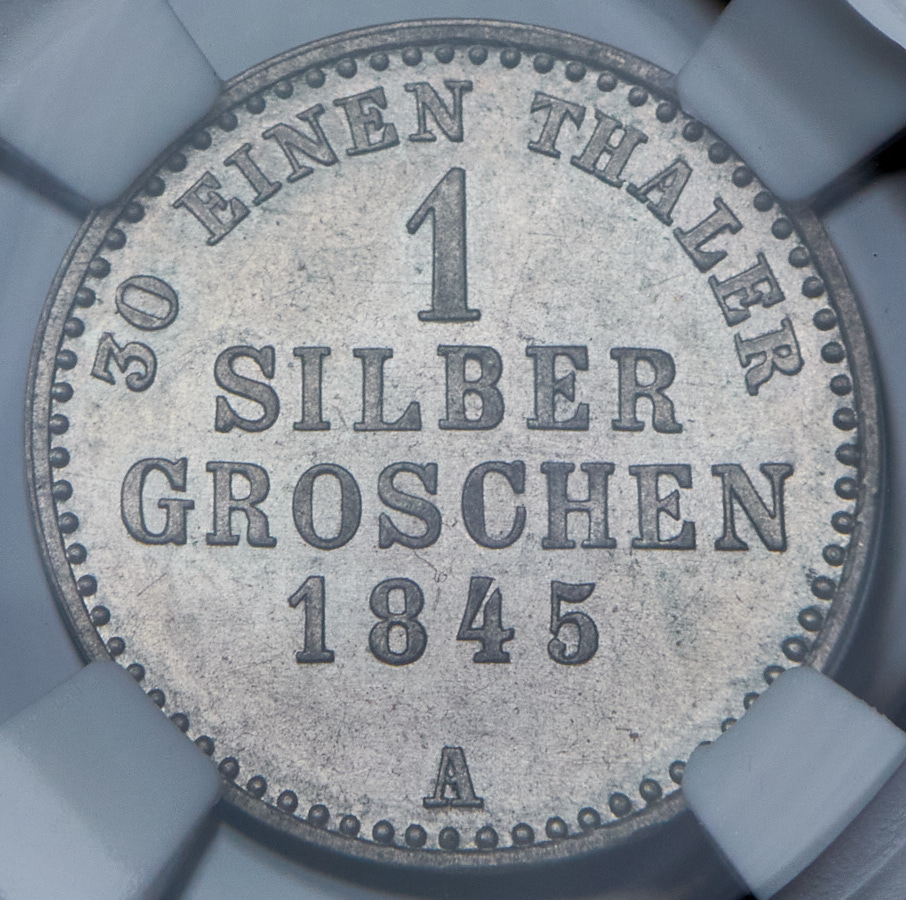 30 EINEN THALER
1
SILBER
GROSCHEN
1845
A